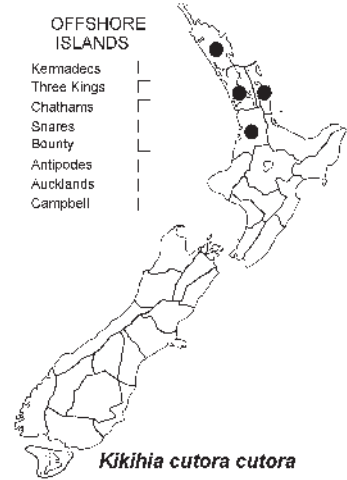 OFFSHORE
ISLANDS
Kermadecs
Three Kings
Chathams
Snares
Bounty
Antipodes
Aucklands
Campbell
Kikihia cutora cutora